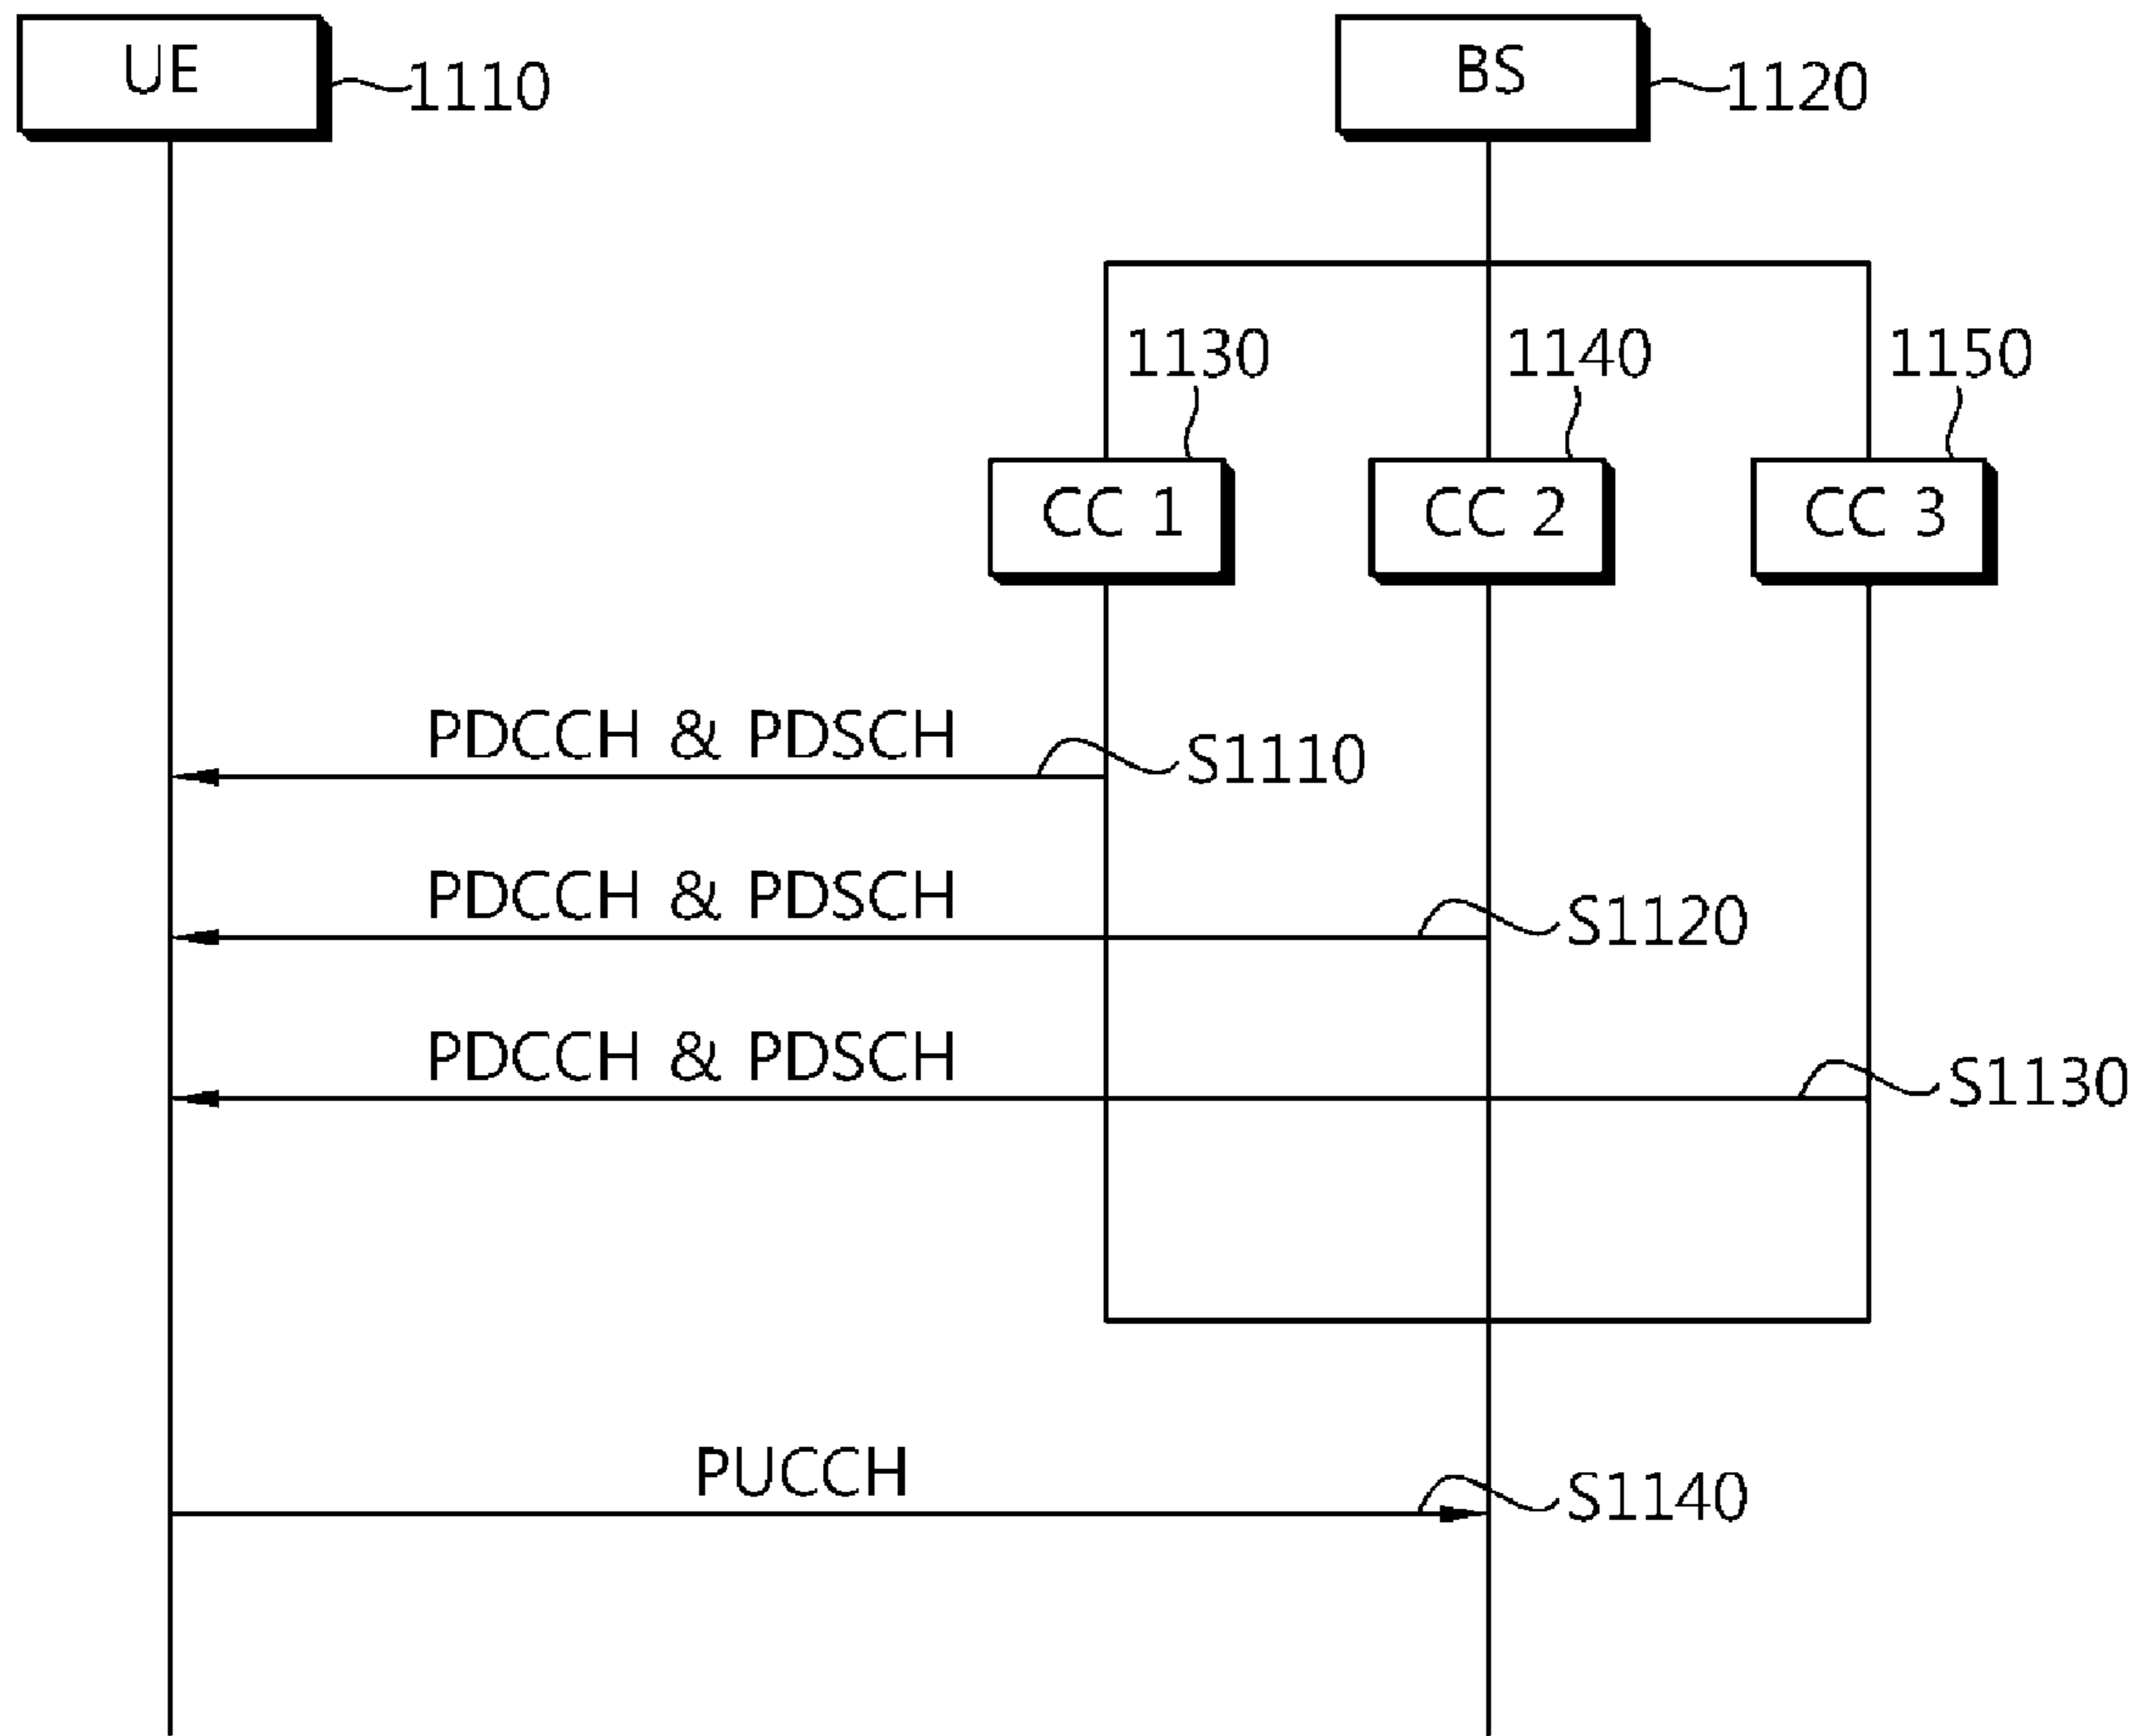 UE
1110
BS
1120
1130
1140
1150
CC 1
CC 2
CC 3
PDCCH & PDSCH
S1110
PDCCH & PDSCH
S1120
PDCCH & PDSCH
S1130
PUCCH
S1140